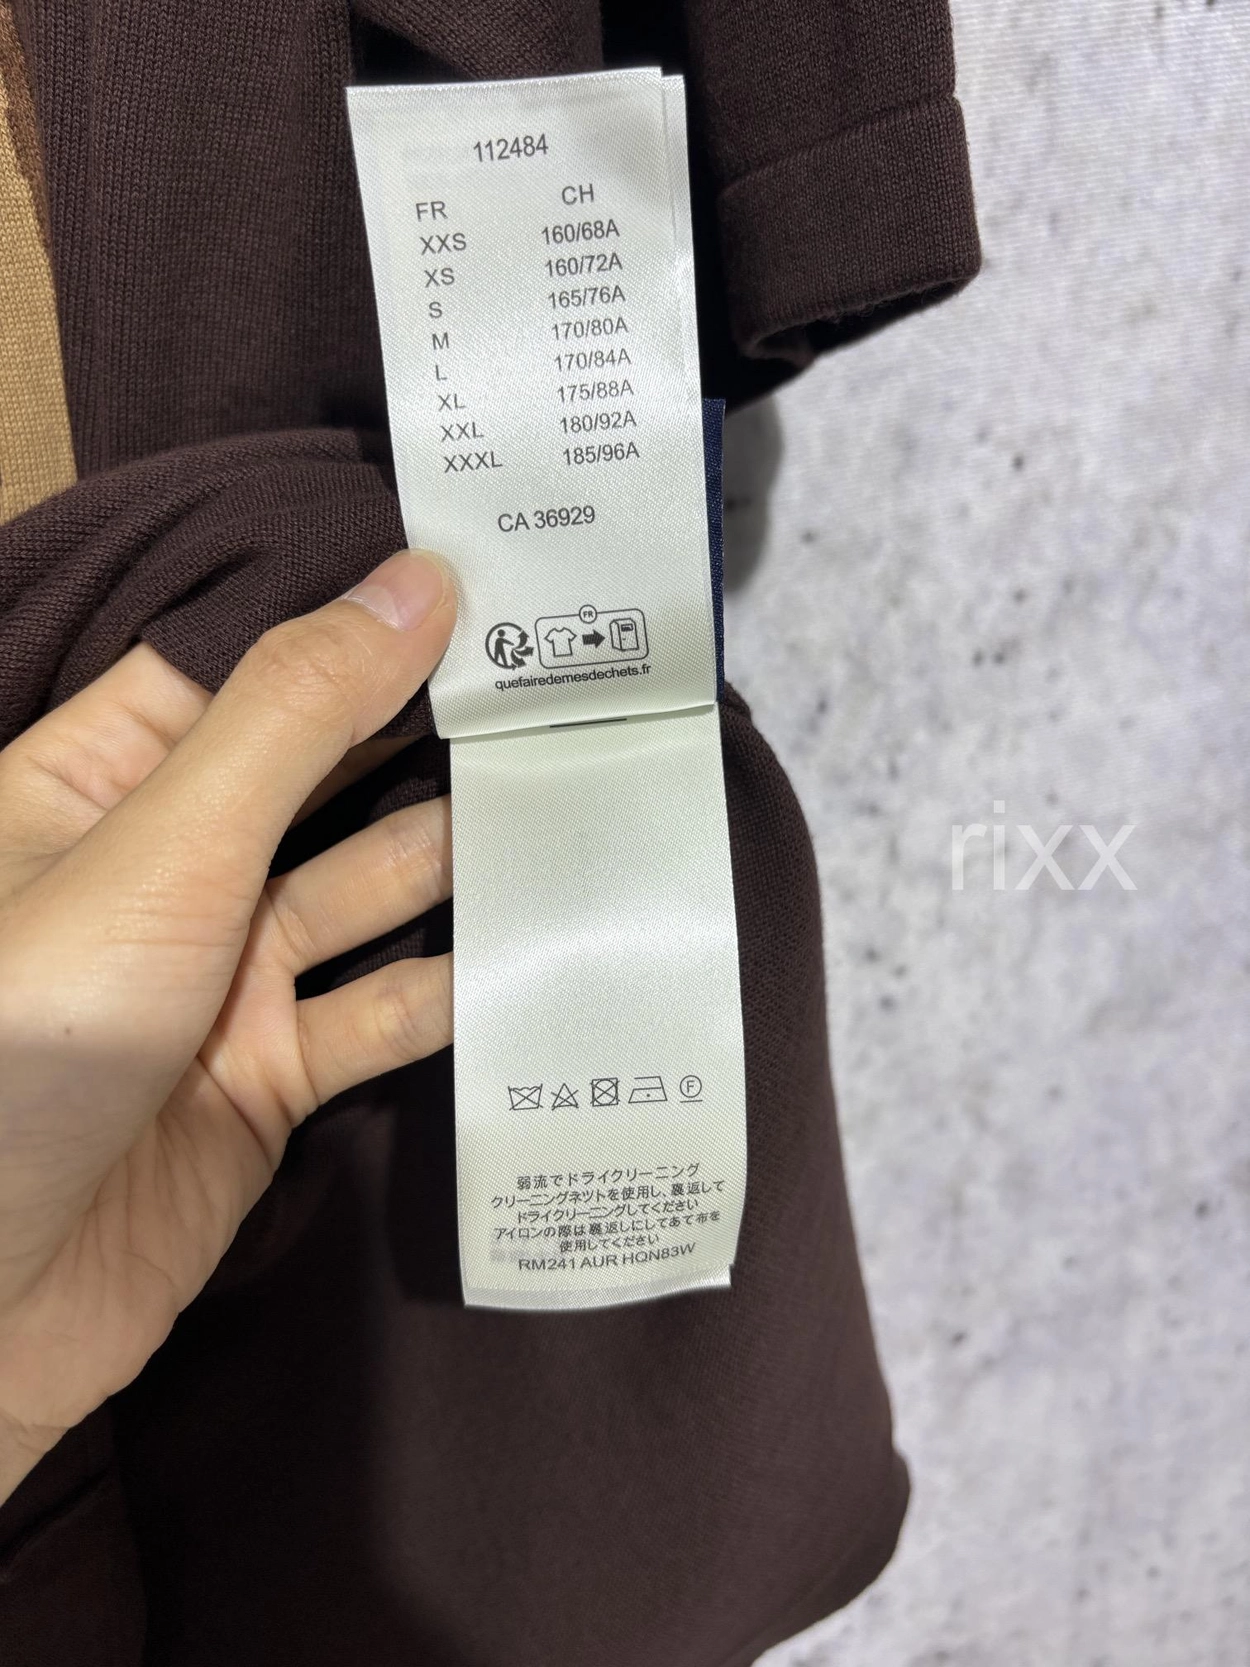 112484
FR CH
XXS 160/68A
XS 160/72A
S 165/76A
M 170/80A
L 170/84A
XL 175/88A
XXL 180/92A
XXXL 185/96A
CA 36929
FR
quefairedemesdechets.fr
rixx
F
弱流でドライクリーニング
クリーニングネツトを使用し、裏返して
ドライクリーニングしてください
アイロンの際は裏返しにしてあて布を
使用してください
RM241 AUR HQN83W